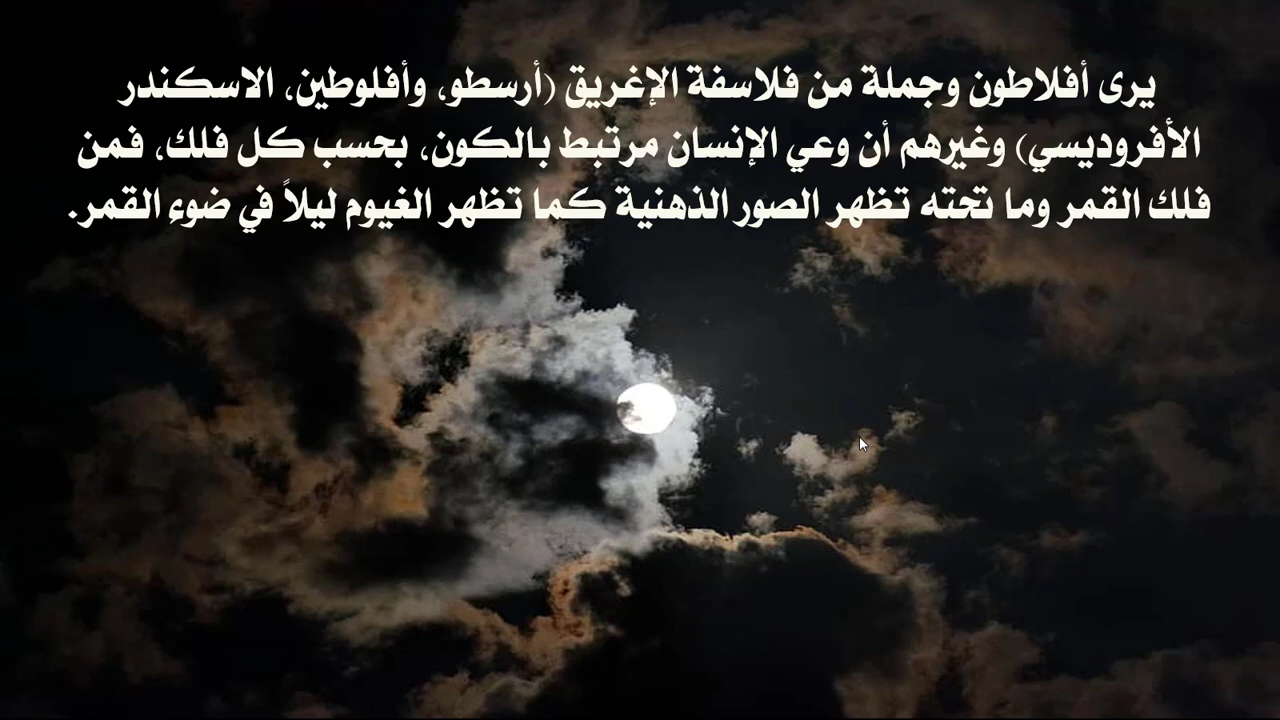 يرى أفلاطون وجملة من فلاسفة الإغريق (أرسطو، وأفلوطين، الاسكندر
الأفروديسي) وغيرهم أن وعي الإنسان مرتبط بالكون، بحسب كل فلك، فمن
فلك القمر وما تحته تظهر الصور الذهنية كما تظهر الغيوم ليلاً في ضوء القمر.